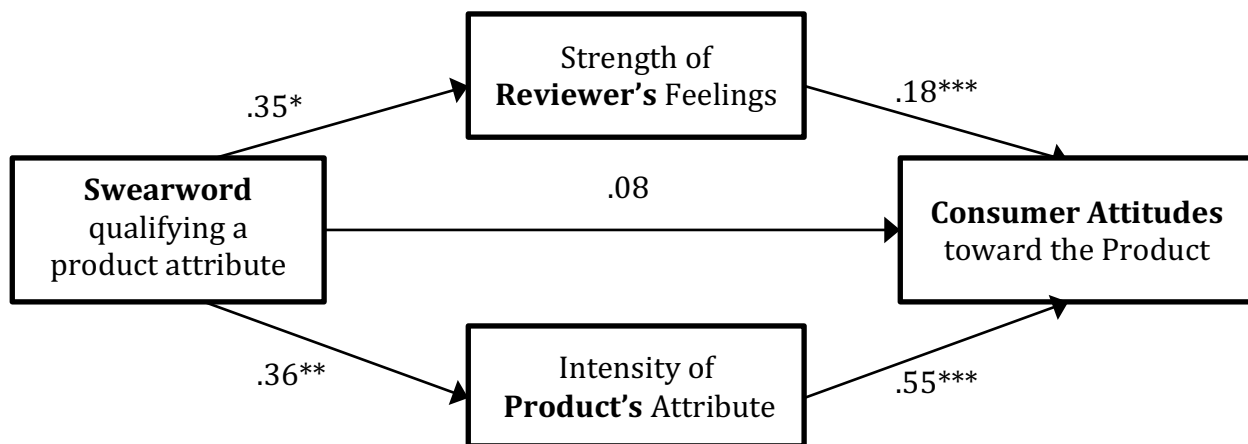 Strength of
Reviewer's Feelings
.35*
.18***
Swearword
qualifying a
product attribute
.08
Consumer Attitudes
toward the Product
.36**
Intensity of
Product's Attribute
.55***